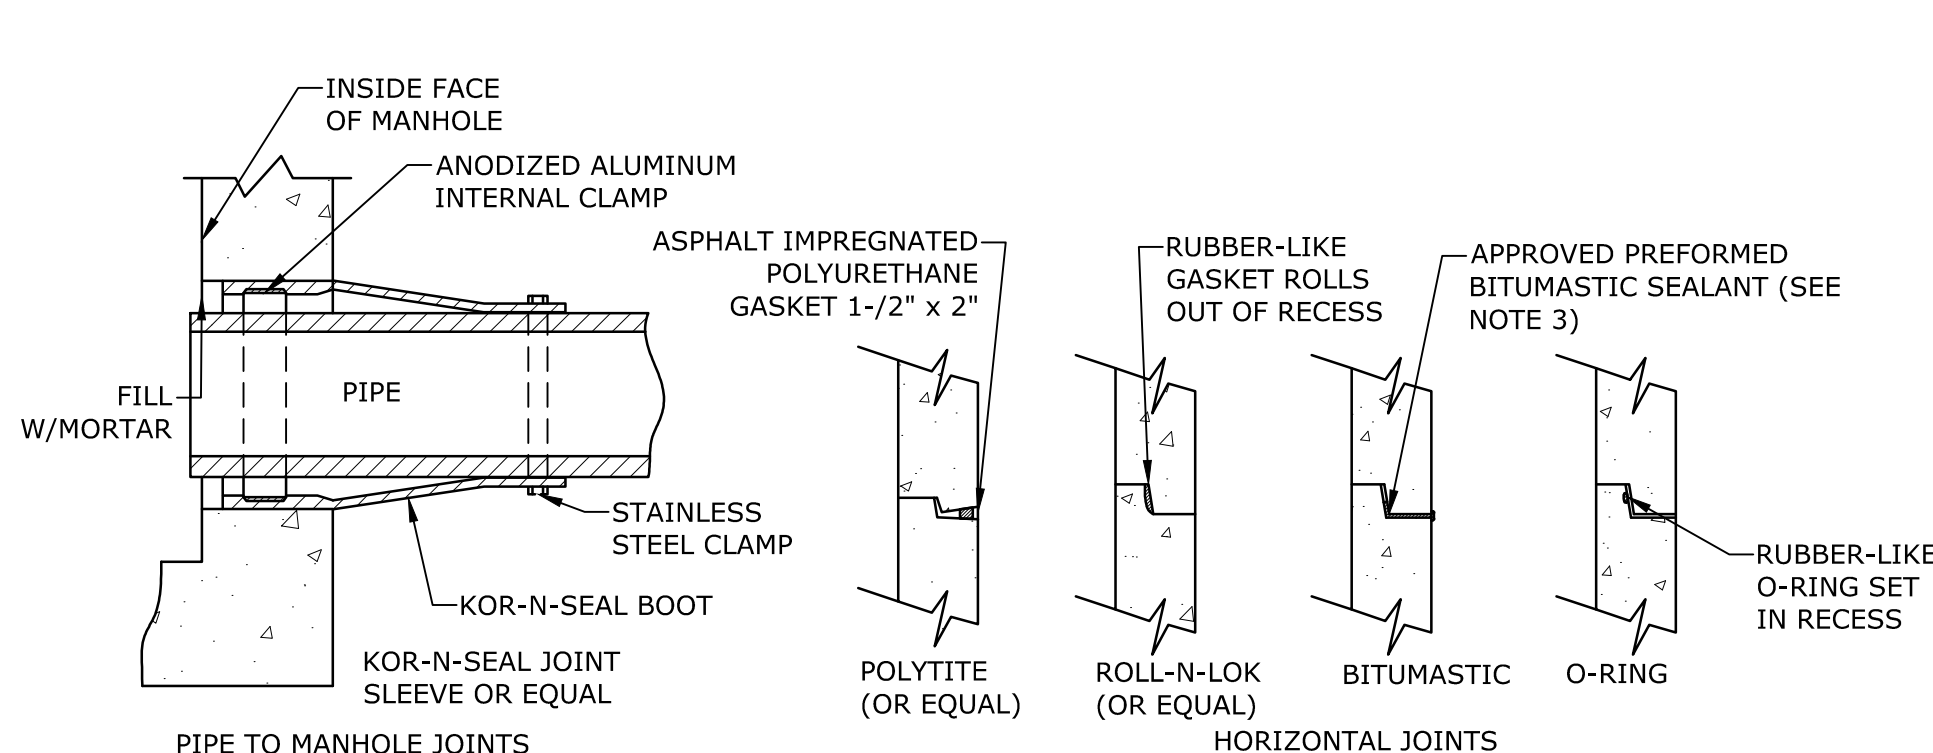 INSIDE FACE
OF MANHOLE
ANODIZED ALUMINUM
INTERNAL CLAMP
FILL
W/MORTAR
PIPE
STAINLESS
STEEL CLAMP
KOR-N-SEAL BOOT
KOR-N-SEAL JOINT
SLEEVE OR EQUAL
PIPE TO MANHOLE JOINTS
ASPHALT IMPREGNATED
POLYURETHANE
GASKET 1-/2" x 2"
RUBBER-LIKE
GASKET ROLLS
OUT OF RECESS
APPROVED PREFORMED
BITUMASTIC SEALANT (SEE
NOTE 3)
RUBBER-LIKE
O-RING SET
IN RECESS
POLYTITE
(OR EQUAL)
ROLL-N-LOK
(OR EQUAL)
BITUMASTIC
O-RING
HORIZONTAL JOINTS